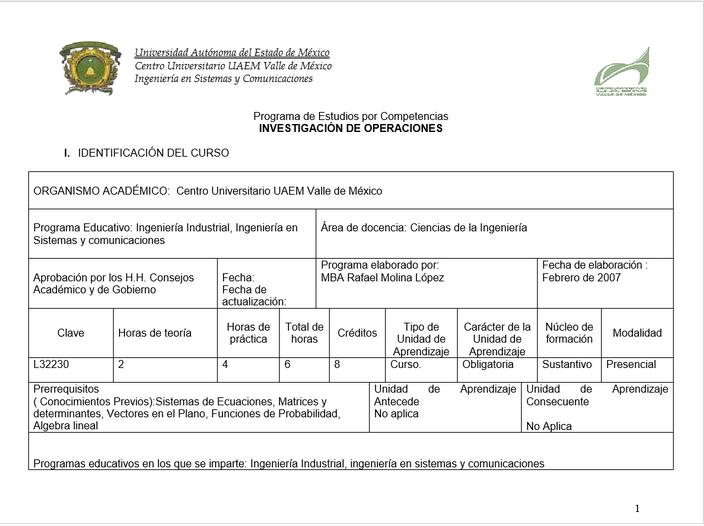 Universidad Autónoma del Estado de México
Centro Universitario UAEM Valle de México
Ingeniería en Sistemas y Comunicaciones
VALLE DE MÉXICO
Programa de Estudios por Competencias
INVESTIGACIÓN DE OPERACIONES
I. IDENTIFICACIÓN DEL CURSO
ORGANISMO ACADÉMICO: Centro Universitario UAEM Valle de México
Programa Educativo: Ingeniería Industrial, Ingeniería en
Sistemas y comunicaciones
Área de docencia: Ciencias de la Ingeniería
Aprobación por los H.H. Consejos
Académico y de Gobierno
Fecha:
Fecha de
actualización:
Programa elaborado por:
MBA Rafael Molina López
Fecha de elaboración :
Febrero de 2007
Clave
Horas de teoría
Horas de
práctica
Total de
horas
Créditos
Tipo de
Unidad de
Aprendizaje
Carácter de la
Unidad de
Aprendizaje
Núcleo de
formación
Modalidad
L32230
2
4
6
8
Curso.
Obligatoria
Sustantivo
Presencial
Prerrequisitos
( Conocimientos Previos):Sistemas de Ecuaciones, Matrices y
determinantes, Vectores en el Plano, Funciones de Probabilidad,
Algebra lineal
Unidad de Aprendizaje
Antecede
No aplica
Unidad de Aprendizaje
Consecuente
No Aplica
Programas educativos en los que se imparte: Ingeniería Industrial, ingeniería en sistemas y comunicaciones
1